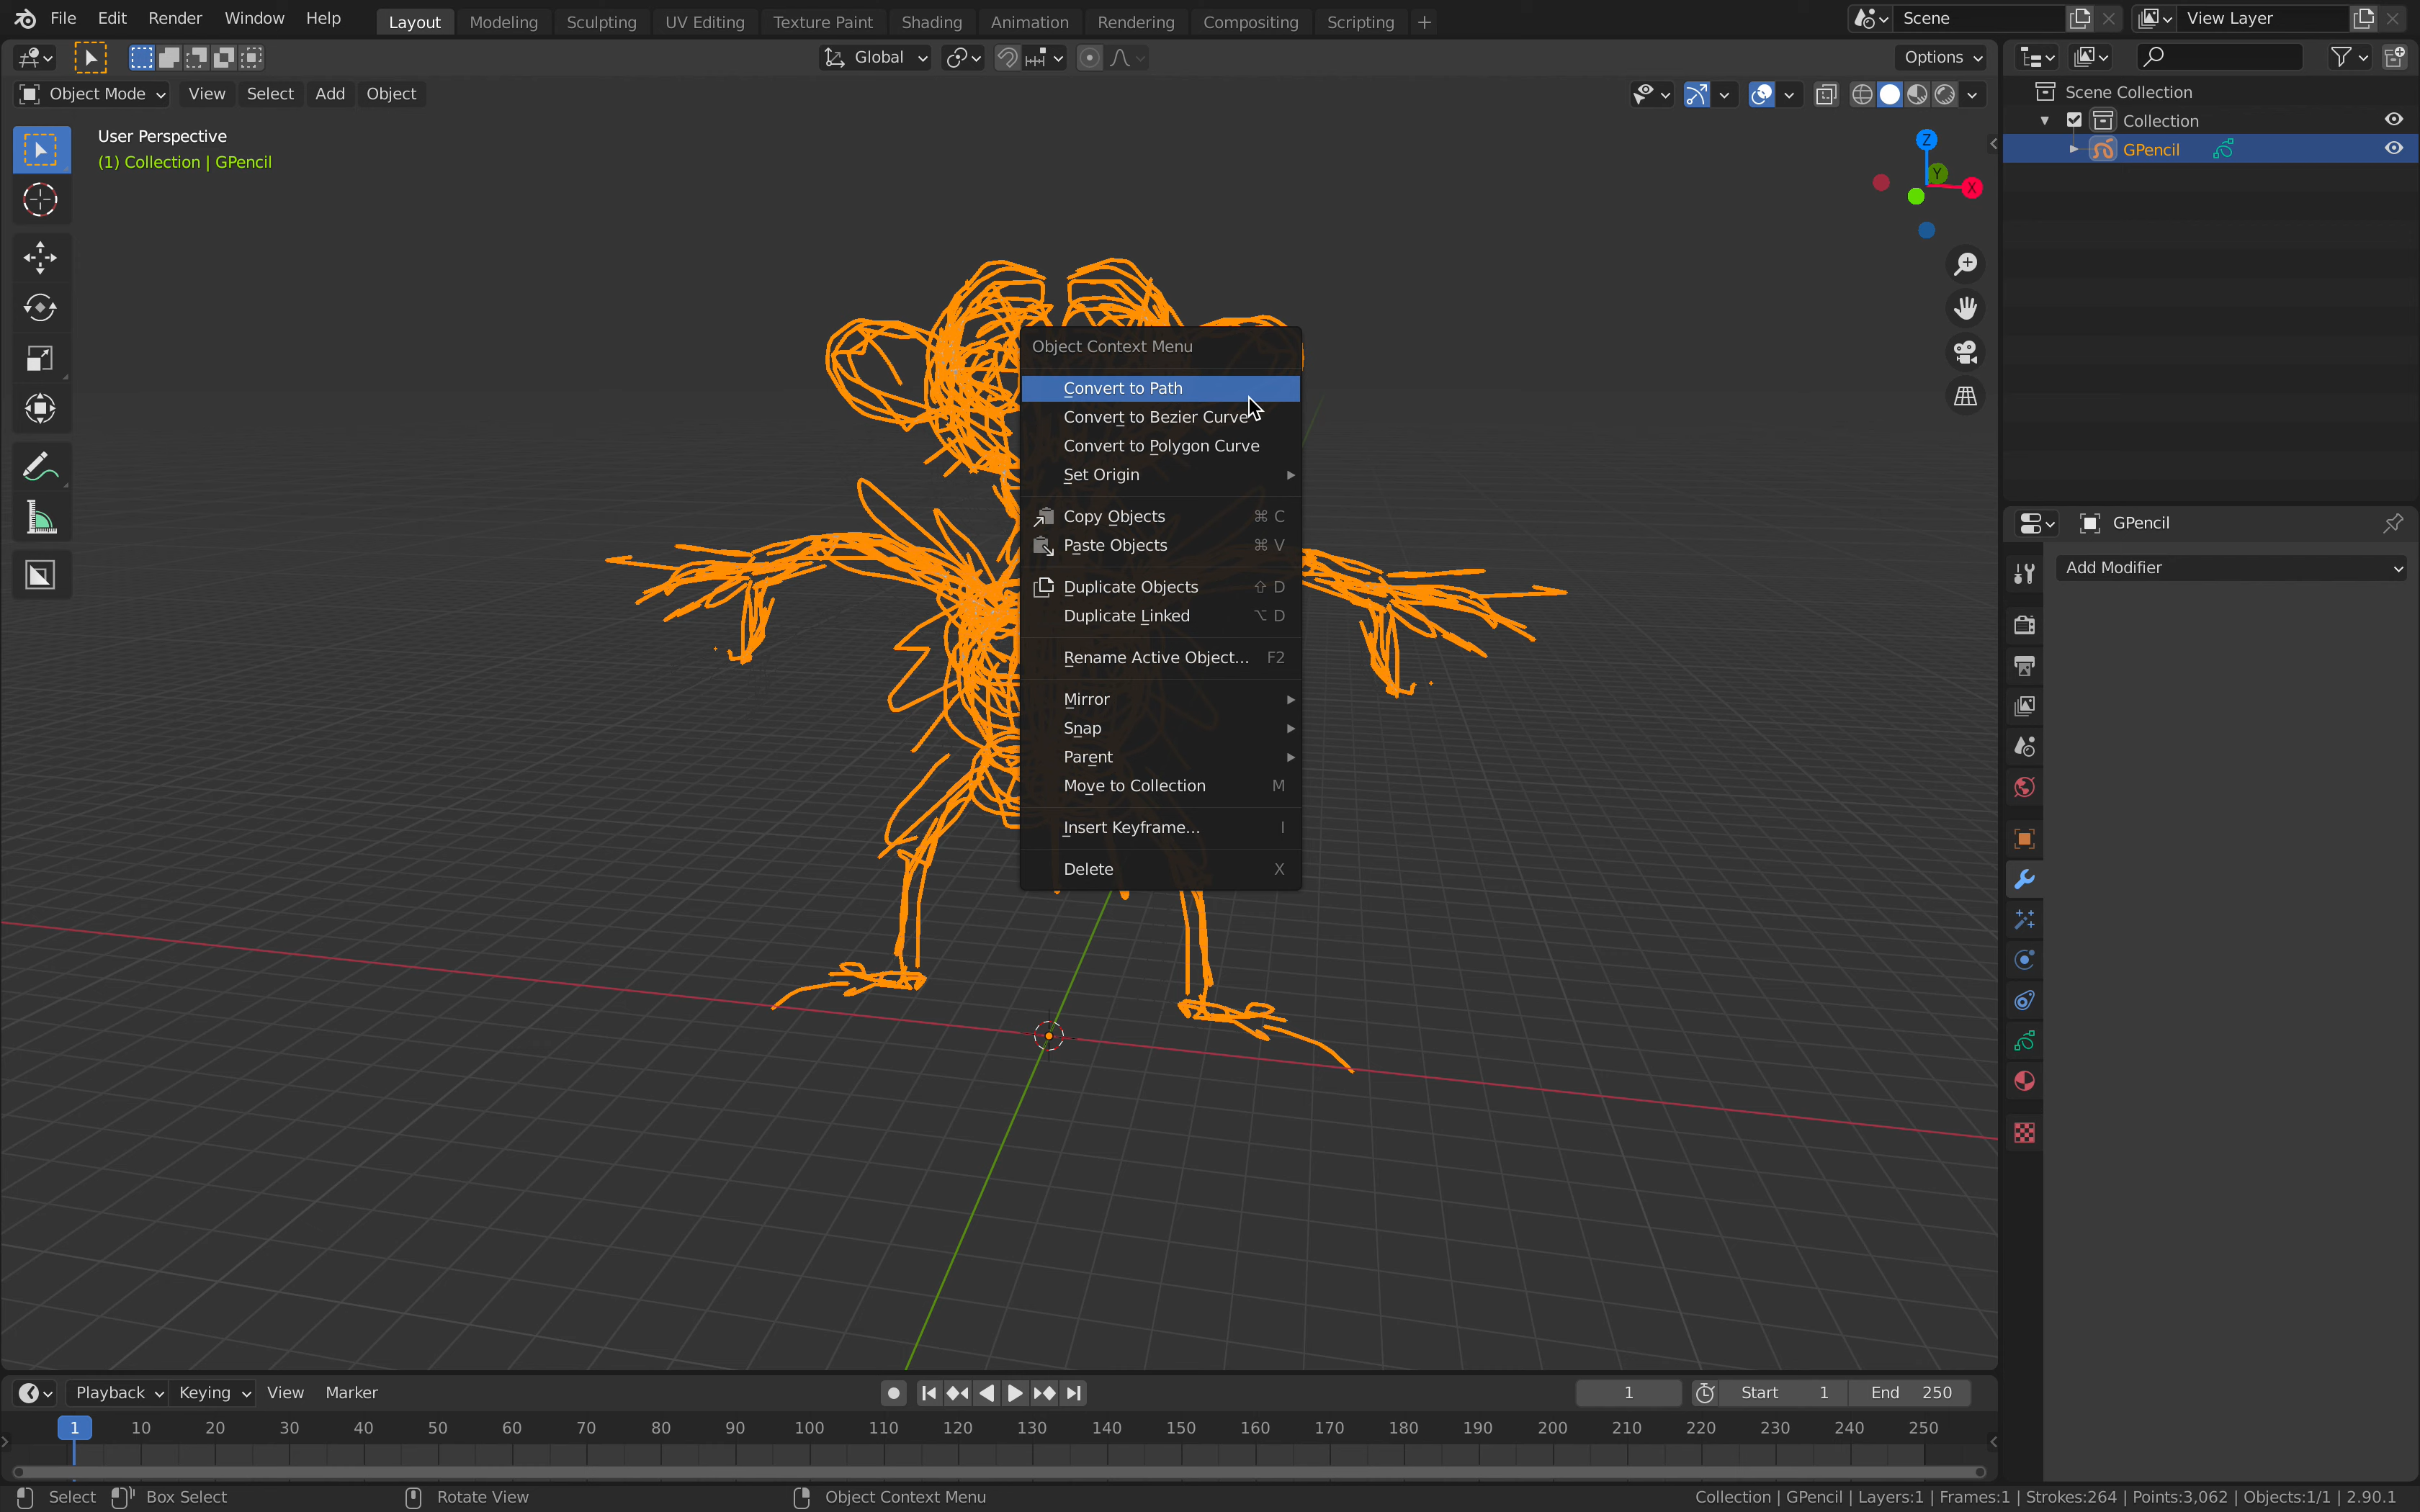 File Edit Render Window Help Layout Modeling Sculpting UV Editing Texture Paint Shading Animation Rendering Compositing Scripting + Scene View Layer
Global Options
Object Mode View Select Add Object
User Perspective
(1) Collection | GPencil
Z
Y
X
Scene Collection
Collection
GPencil
GPencil
Add Modifier
Object Context Menu
Convert to Path
Convert to Bezier Curve
Convert to Polygon Curve
Set Origin
Copy Objects ⌘ C
Paste Objects ⌘ V
Duplicate Objects ⇧ D
Duplicate Linked ⌥ D
Rename Active Object... F2
Mirror
Snap
Parent
Move to Collection M
Insert Keyframe... I
Delete X
Playback Keying View Marker 1 Start 1 End 250
1 10 20 30 40 50 60 70 80 90 100 110 120 130 140 150 160 170 180 190 200 210 220 230 240 250
Select Box Select Rotate View Object Context Menu Collection | GPencil | Layers:1 | Frames:1 | Strokes:264 | Points:3,062 | Objects:1/1 | 2.90.1